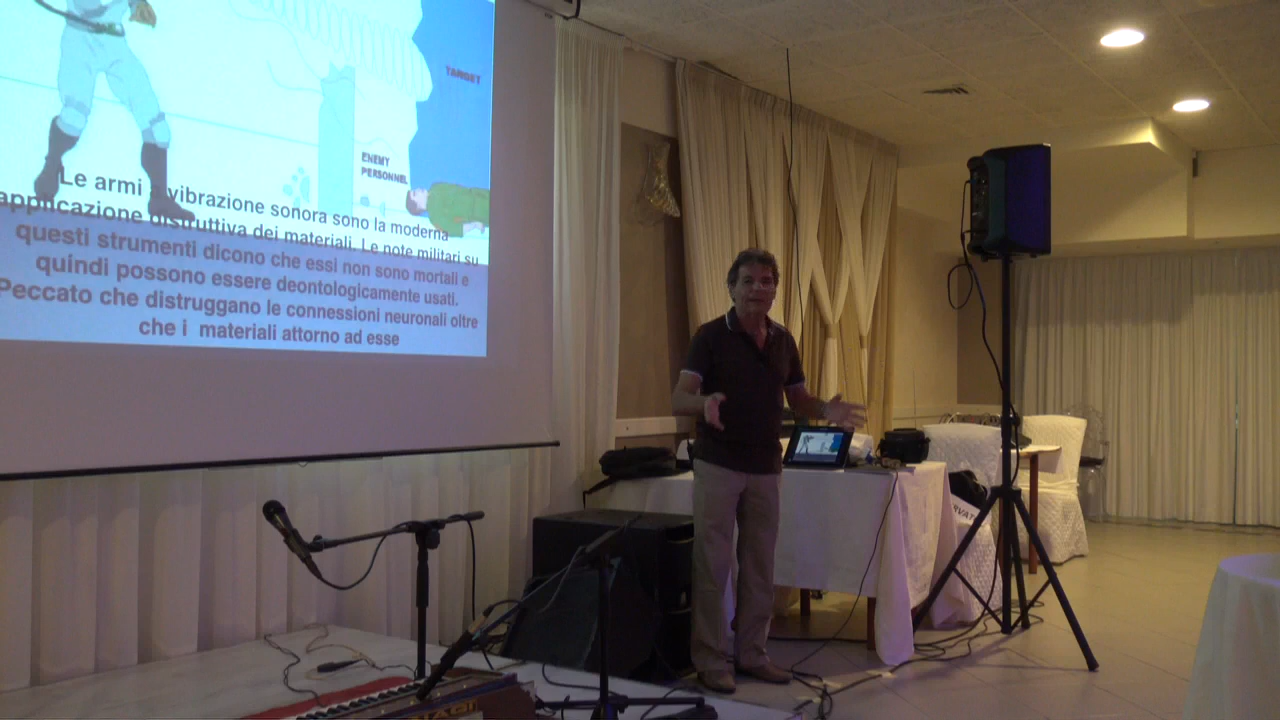 TARGET
ENEMY
PERSONNEL
Le armi a vibrazione sonora sono la moderna
applicazione distruttiva dei materiali. Le note militari su
questi strumenti dicono che essi non sono mortali e
quindi possono essere deontologicamente usati.
Peccato che distruggano le connessioni neuronali oltre
che i materiali attorno ad esse